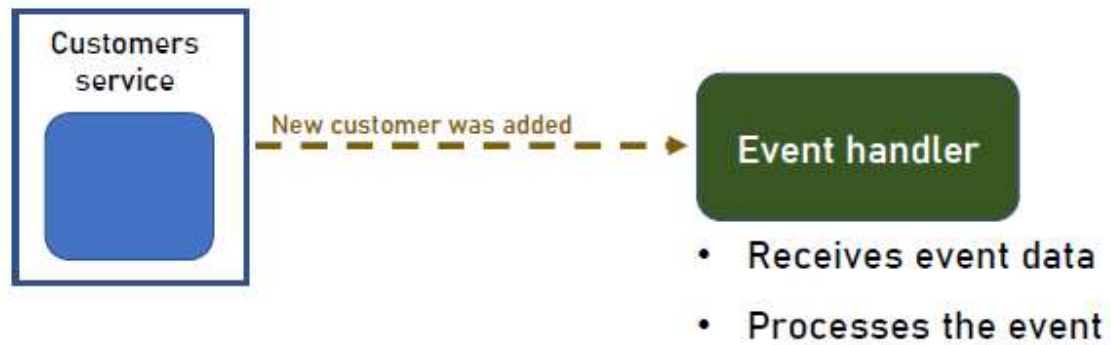 Customers
service
New customer was added
Event handler
• Receives event data
• Processes the event